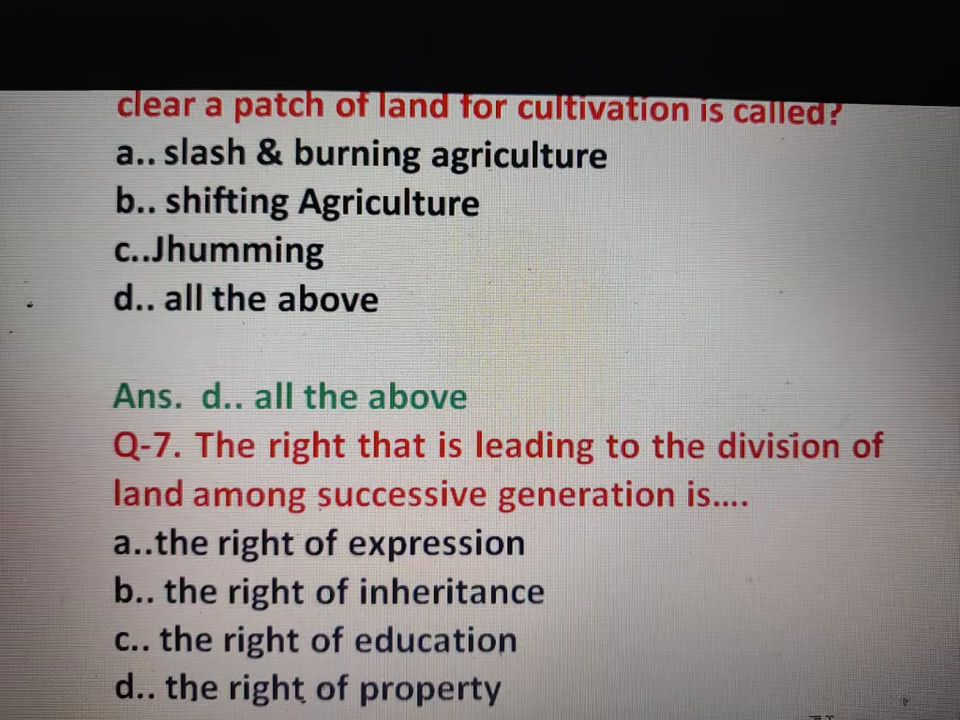 clear a patch of land for cultivation is called?
a.. slash & burning agriculture
b.. shifting Agriculture
c..Jhumming
d.. all the above
Ans. d.. all the above
Q-7. The right that is leading to the division of
land among successive generation is....
a..the right of expression
b.. the right of inheritance
c.. the right of education
d.. the right of property